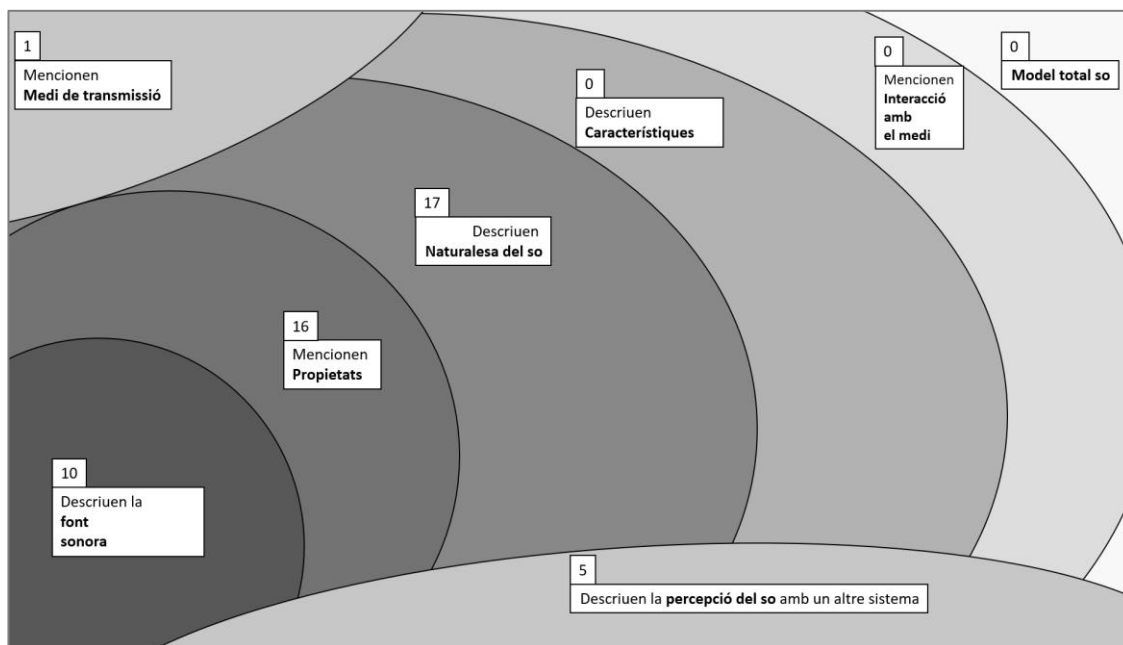 1
Mencionen
Medi de transmissió
0
Descriuen
Característiques
0
Mencionen
Interacció
amb
el medi
0
Model total so
17
Descriuen
Naturalesa del so
16
Mencionen
Propietats
10
Descriuen la
font
sonora
5
Descriuen la percepció del so amb un altre sistema